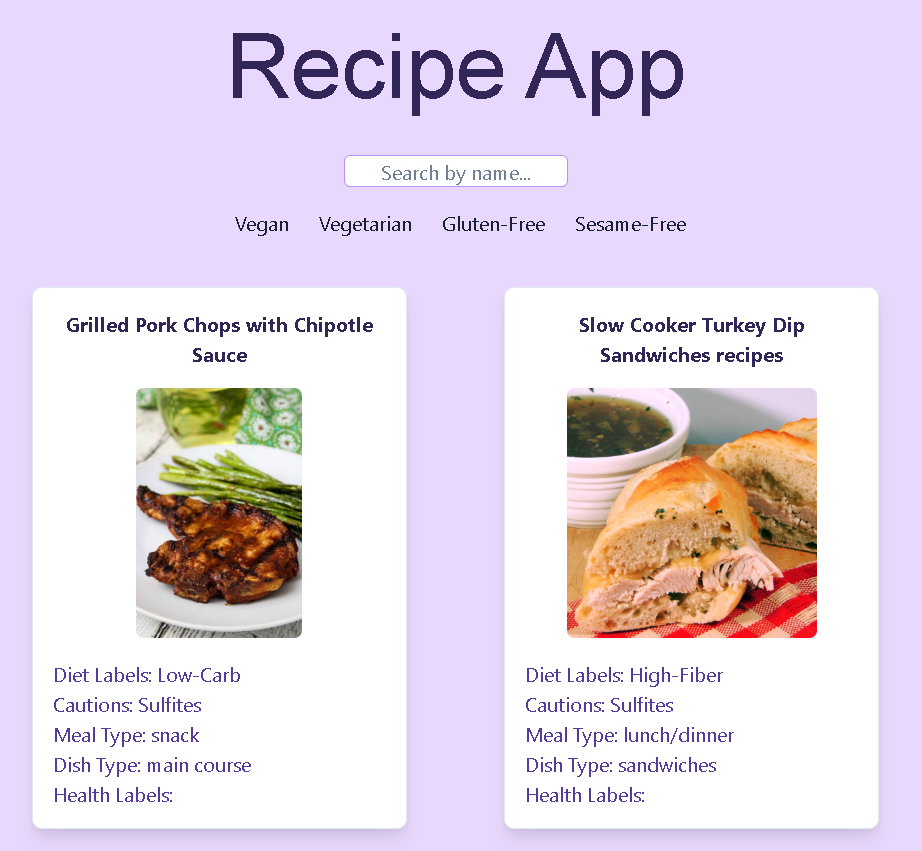 Recipe App
Search by name...
Vegan Vegetarian Gluten-Free Sesame-Free
Grilled Pork Chops with Chipotle
Sauce
Diet Labels: Low-Carb
Cautions: Sulfites
Meal Type: snack
Dish Type: main course
Health Labels:
Slow Cooker Turkey Dip
Sandwiches recipes
Diet Labels: High-Fiber
Cautions: Sulfites
Meal Type: lunch/dinner
Dish Type: sandwiches
Health Labels: